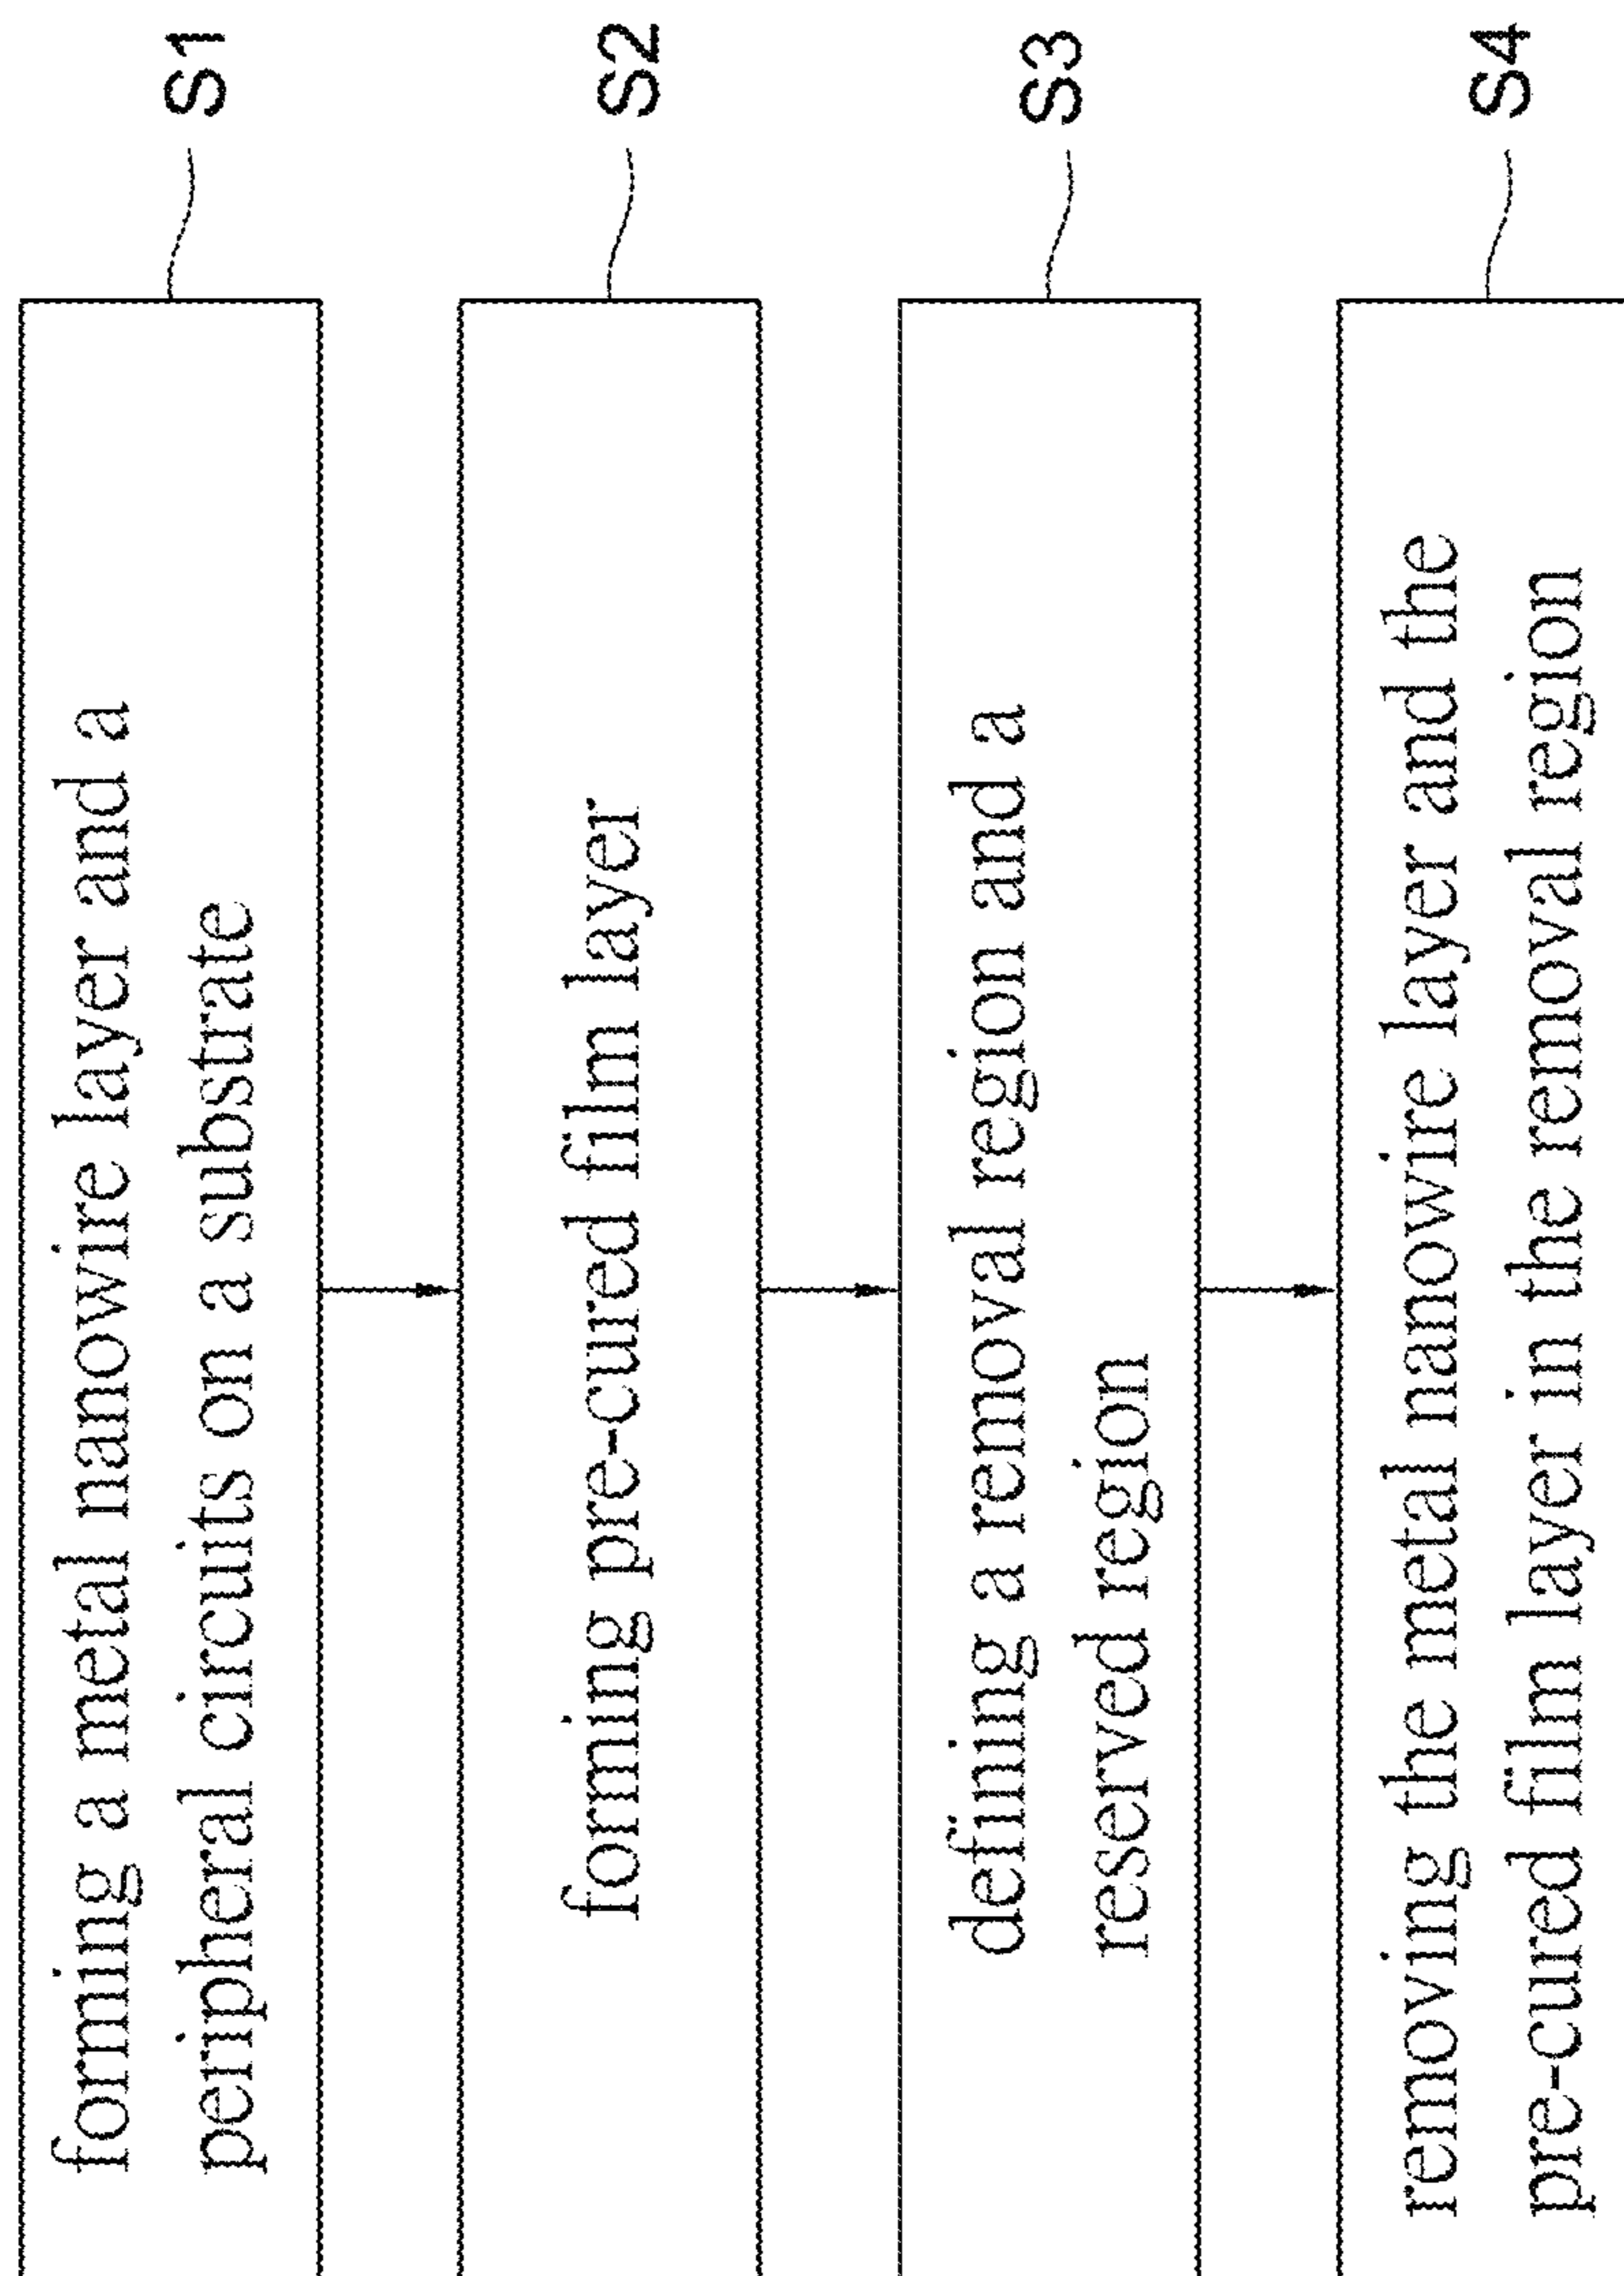 forming a metal nanowire layer and a
peripheral circuits on a substrate
S1
forming pre-cured film layer
S2
defining a removal region and a
reserved region
S3
removing the metal nanowire layer and the
pre-cured film layer in the removal region
S4